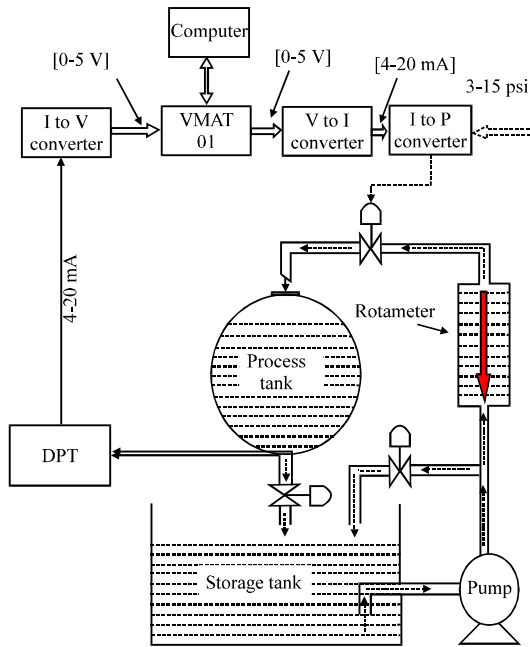 Computer
[0-5 V]
[0-5 V]
[4-20 mA]
3-15 psi
I to V
converter
VMAT
01
V to I
converter
I to P
converter
4-20 mA
Rotameter
Process
tank
DPT
Storage tank
Pump